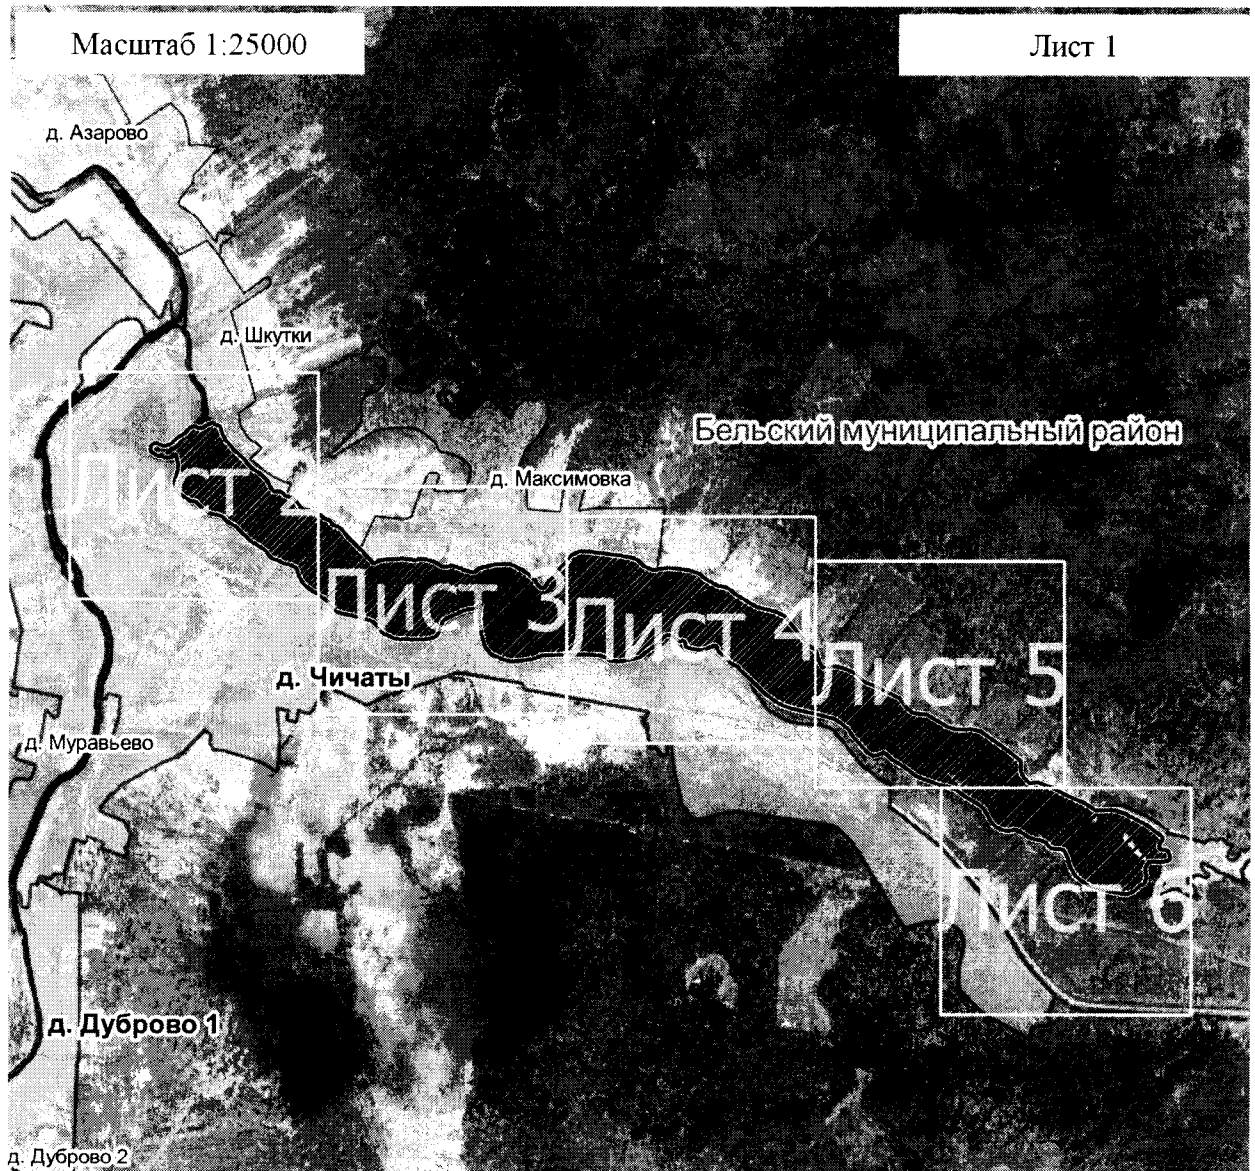 Масштаб 1:25000
Лист 1
д. Азарово
д. Шкутки
Бельский муниципальный район
Лист 2
д. Максимовка
Лист 3
Лист 4
Лист 5
д. Чичаты
д. Муравьево
Лист 6
д. Дуброво 1
д. Дуброво 2